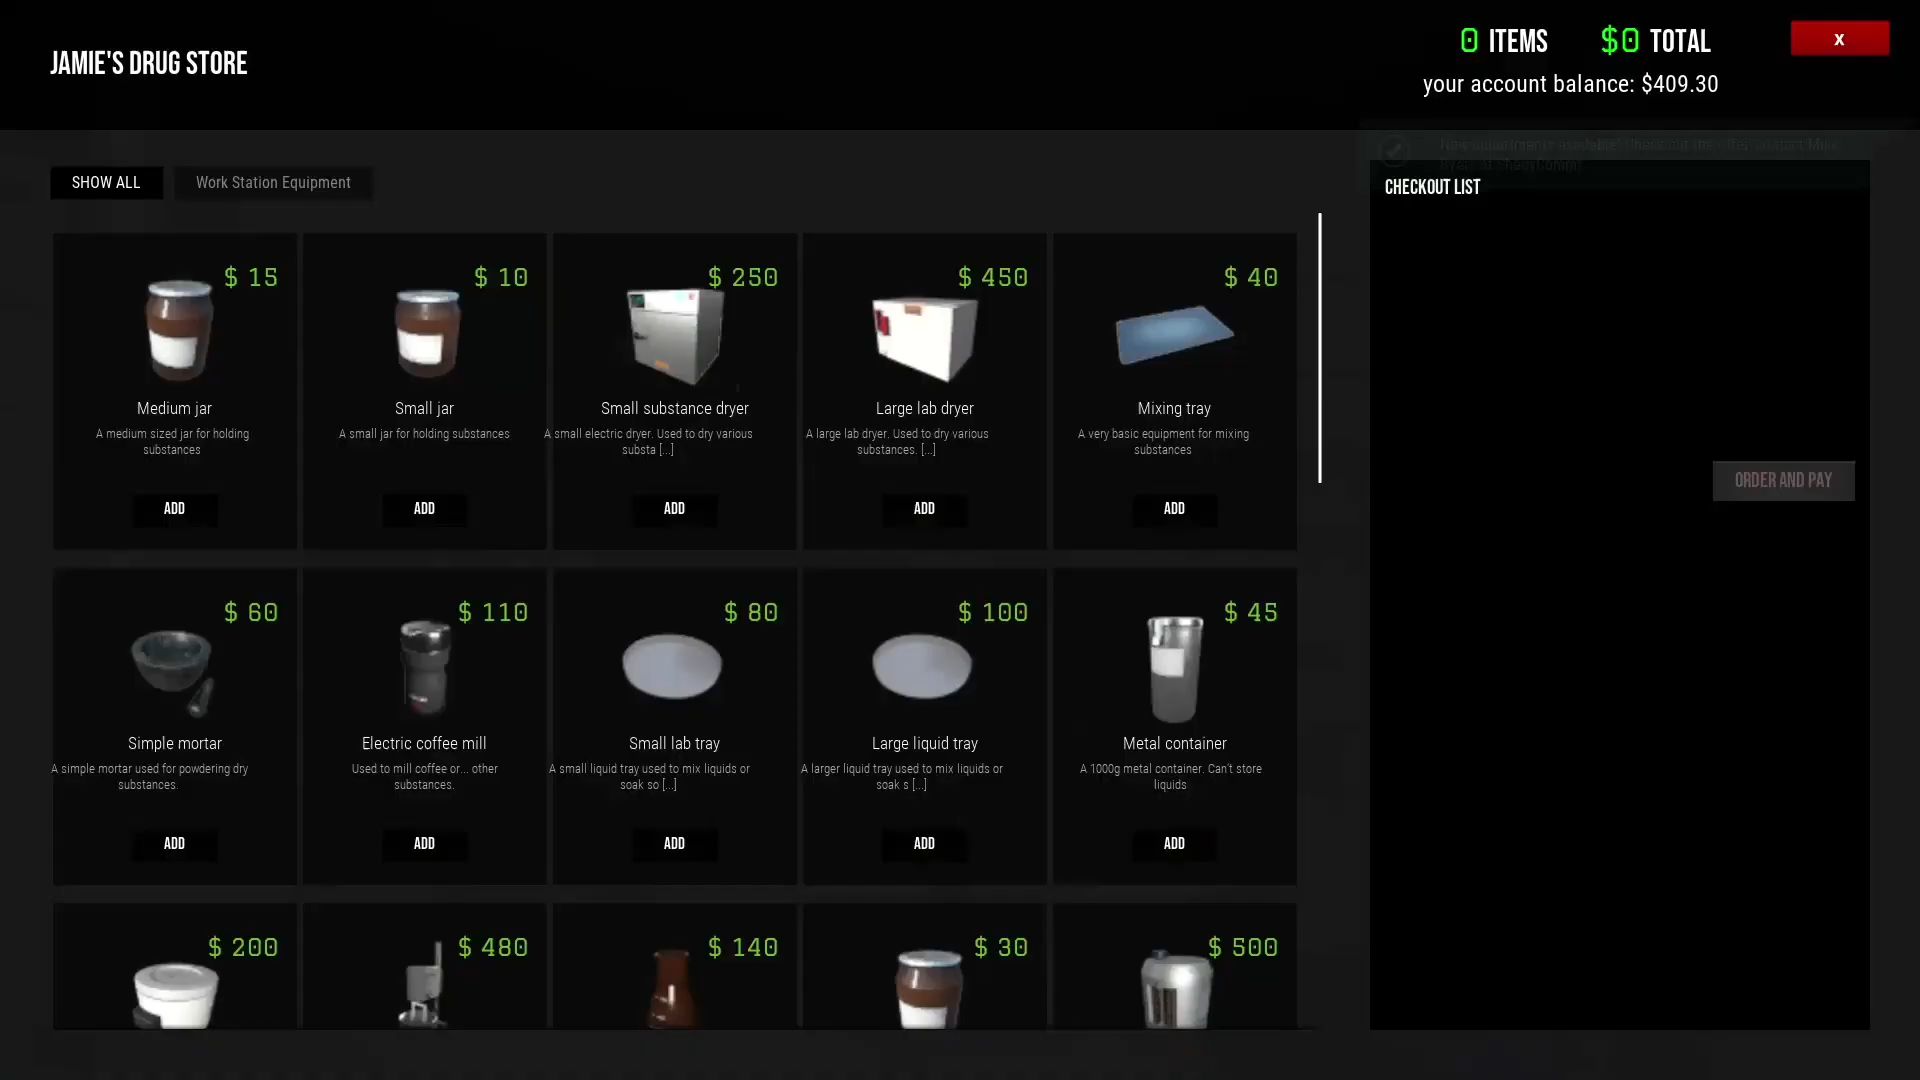 JAMIE'S DRUG STORE
0 ITEMS
$0 TOTAL
x
your account balance: $409.30
SHOW ALL
Work Station Equipment
CHECKOUT LIST
$ 15
Medium jar
A medium sized jar for holding
substances
ADD
$ 10
Small jar
A small jar for holding substances
ADD
$ 250
Small substance dryer
A small electric dryer. Used to dry various
substa [...]
ADD
$ 450
Large lab dryer
A large lab dryer. Used to dry various
substances. [...]
ADD
$ 40
Mixing tray
A very basic equipment for mixing
substances
ADD
ORDER AND PAY
$ 60
Simple mortar
A simple mortar used for powdering dry
substances.
ADD
$ 110
Electric coffee mill
Used to mill coffee or... other
substances.
ADD
$ 80
Small lab tray
A small liquid tray used to mix liquids or
soak so [...]
ADD
$ 100
Large liquid tray
A larger liquid tray used to mix liquids or
soak s [...]
ADD
$ 45
Metal container
A 1000g metal container. Can't store
liquids
ADD
$ 200
$ 480
$ 140
$ 30
$ 500